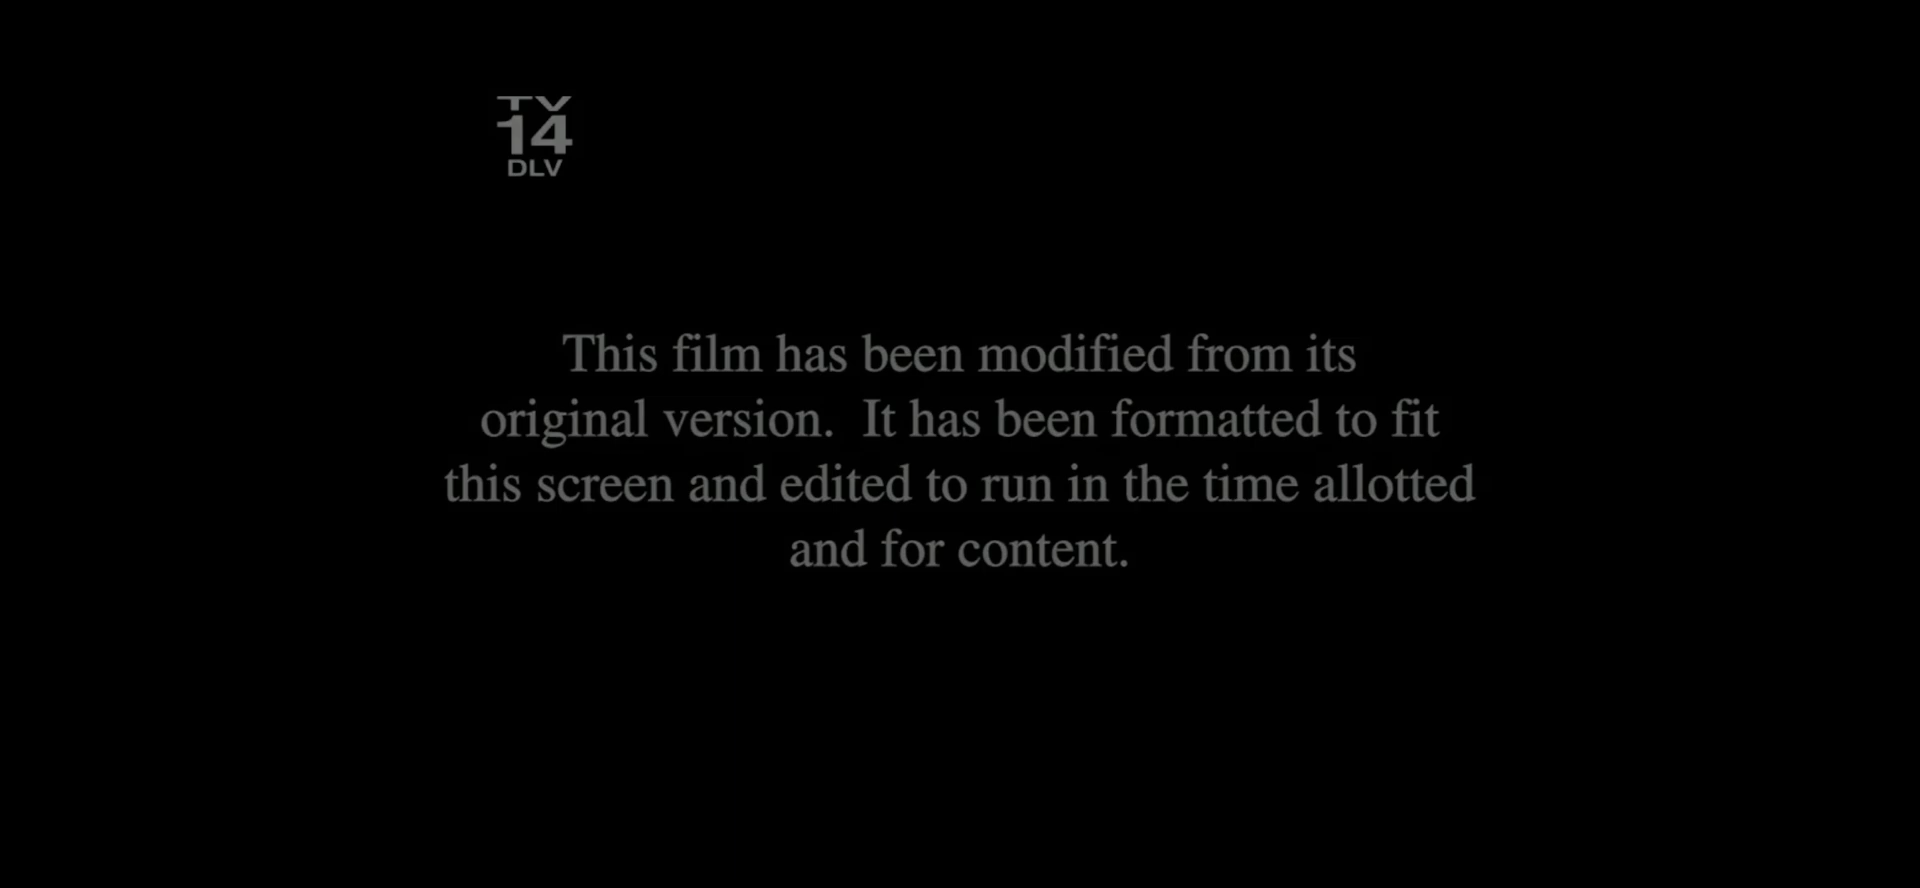 TV
14
DLV
This film has been modified from its
original version.  It has been formatted to fit
this screen and edited to run in the time allotted
and for content.